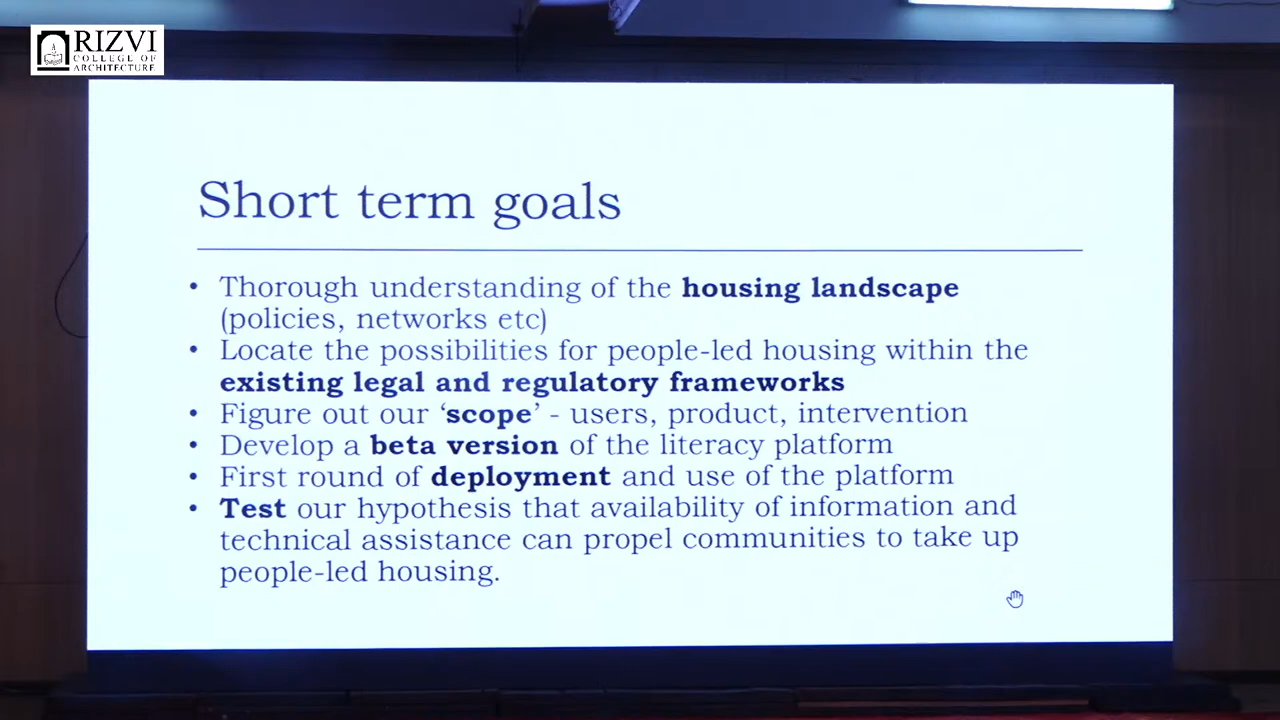 RIZVI
COLLEGE OF
ARCHITECTURE
Short term goals
• Thorough understanding of the housing landscape
(policies, networks etc)
• Locate the possibilities for people-led housing within the
existing legal and regulatory frameworks
• Figure out our ‘scope’ - users, product, intervention
• Develop a beta version of the literacy platform
• First round of deployment and use of the platform
• Test our hypothesis that availability of information and
technical assistance can propel communities to take up
people-led housing.